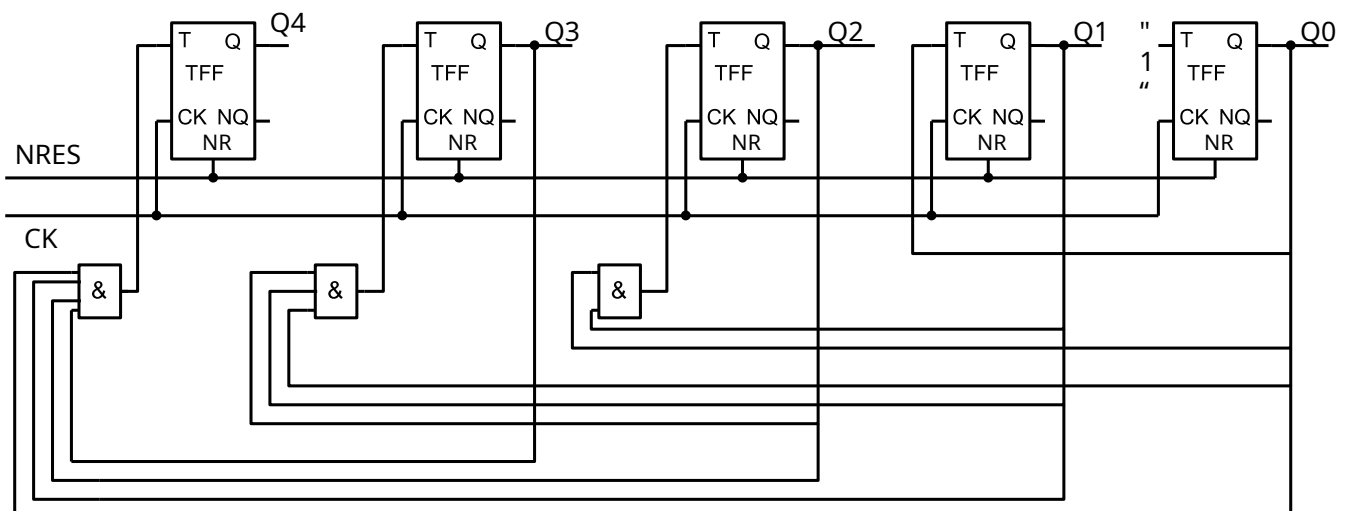 Q4
Q3
Q2
Q1
"
1
“
Q0
T Q
TFF
CK NQ
NR
T Q
TFF
CK NQ
NR
T Q
TFF
CK NQ
NR
T Q
TFF
CK NQ
NR
T Q
TFF
CK NQ
NR
NRES
CK
&
&
&